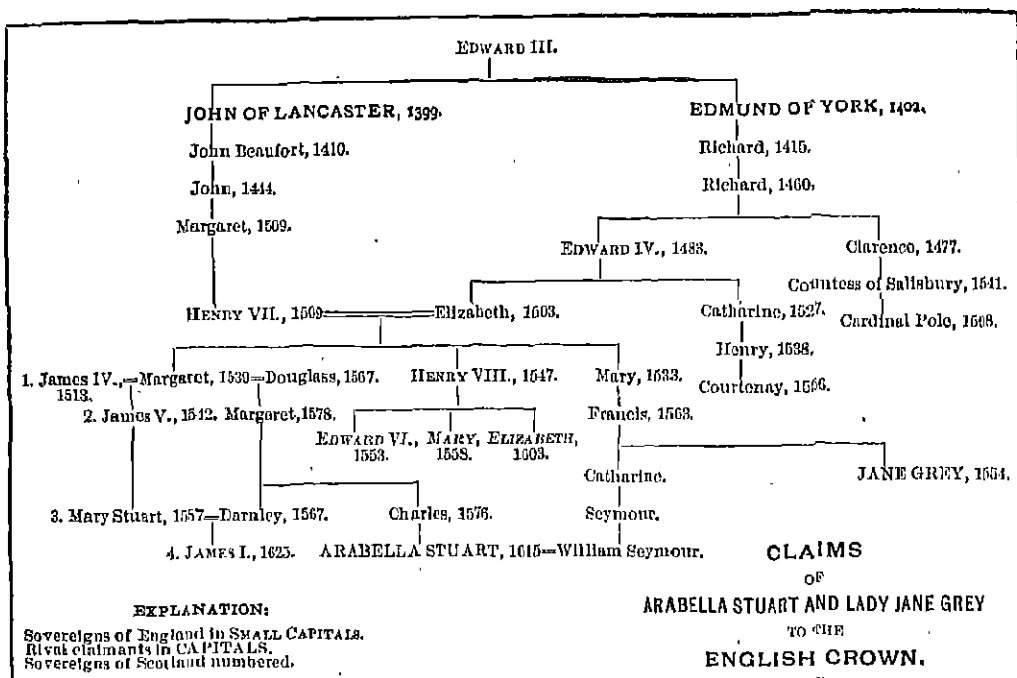 EDWARD III.
JOHN OF LANCASTER, 1399. EDMUND OF YORK, 1402.
John Beaufort, 1410. Richard, 1415.
John, 1444. Richard, 1460.
Margaret, 1509.
EDWARD IV., 1483. Clarence, 1477.
Countess of Salisbury, 1541.
HENRY VII., 1509 Elizabeth, 1503. Catharine, 1527. Cardinal Pole, 1508.
Henry, 1538.
1. James IV.,=Margaret, 1539=Douglass, 1567. HENRY VIII., 1547. Mary, 1533. Courtenay, 1556.
1513.
2. James V., 1542. Margaret, 1578. Francis, 1563.
EDWARD VI., MARY, ELIZABETH,
1553. 1558. 1603.
Catharine. JANE GREY, 1554.
3. Mary Stuart, 1557=Darnley, 1567. Charles, 1576. Seymour.
4. JAMES I., 1625. ARABELLA STUART, 1615=William Seymour.
CLAIMS
OF
ARABELLA STUART AND LADY JANE GREY
TO THE
ENGLISH CROWN.
EXPLANATION:
Sovereigns of England in SMALL CAPITALS.
Rival claimants in CAPITALS.
Sovereigns of Scotland numbered.